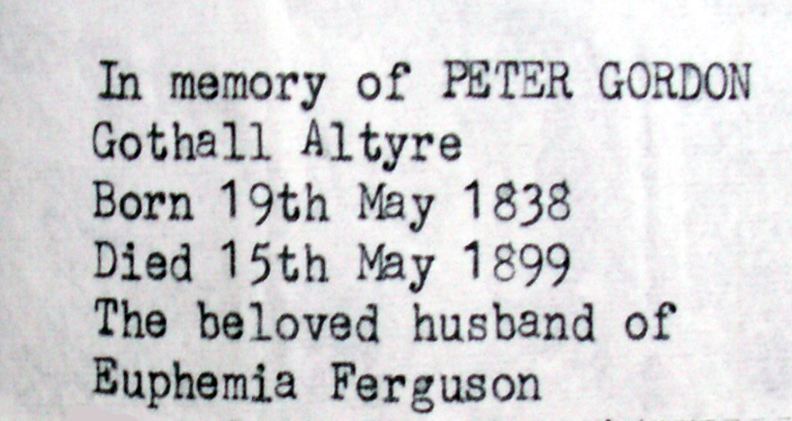 In memory of PETER GORDON
Gothall Altyre
Born 19th May 1838
Died 15th May 1899
The beloved husband of
Euphemia Ferguson